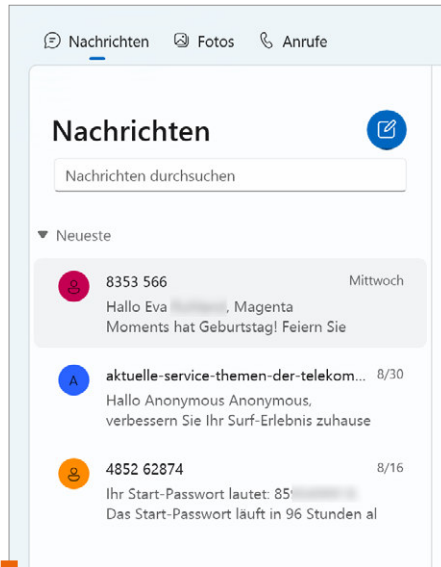 Nachrichten Fotos Anrufe
Nachrichten
Nachrichten durchsuchen
Neueste
8353 566 Mittwoch
Hallo Eva , Magenta
Moments hat Geburtstag! Feiern Sie
A aktuelle-service-themen-der-telekom... 8/30
Hallo Anonymous Anonymous,
verbessern Sie Ihr Surf-Erlebnis zuhause
4852 62874 8/16
Ihr Start-Passwort lautet:
Das Start-Passwort läuft in 96 Stunden al